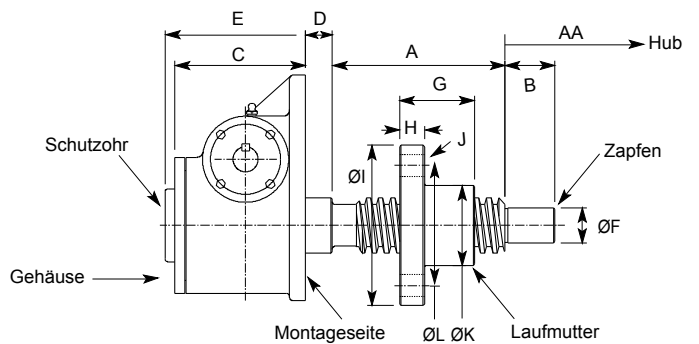 E
D
AA
Hub
C
A
B
G
H
J
Schutzohr
Zapfen
ØI
ØF
Gehäuse
Montageseite
ØL
ØK
Laufmutter